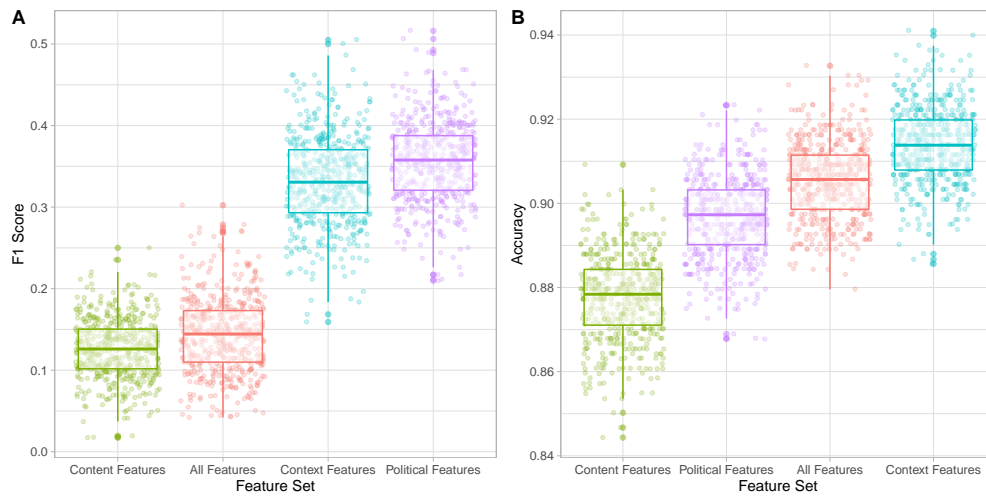 A
F1 Score
0.5
0.4
0.3
0.2
0.1
0.0
Content Features
All Features
Context Features
Political Features
Feature Set
B
Accuracy
0.94
0.92
0.90
0.88
0.86
0.84
Content Features
Political Features
All Features
Context Features
Feature Set